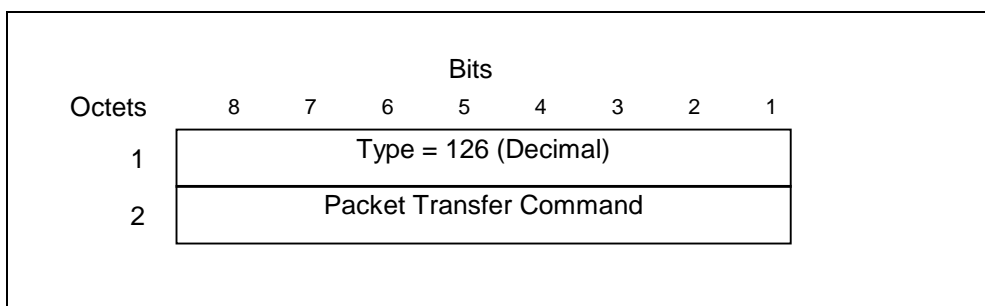 Bits
Octets 8 7 6 5 4 3 2 1
1 Type = 126 (Decimal)
2 Packet Transfer Command